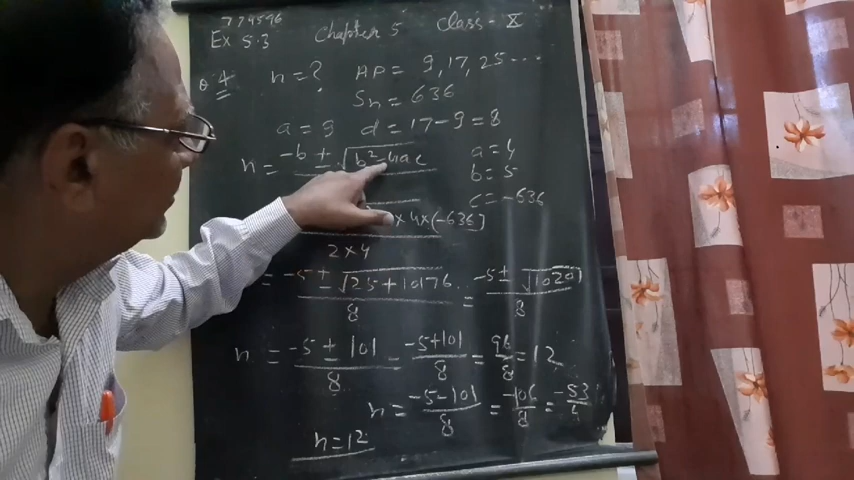 774596
Ex 5.3 Chapter 5 Class - X
Q.4 n = ? AP = 9, 17, 25 ...
Sn = 636
a = 9 d = 17 - 9 = 8
n = -b ± √b² - 4ac a = 4
b = 5
c = -636
× 4 × (-636)
2 × 4
= -5 ± √25 + 10176 / 8 = -5 ± √10201 / 8
n = -5 ± 101 / 8 = -5 + 101 / 8 = 96 / 8 = 12
n = -5 - 101 / 8 = -106 / 8 = -53
n = 12